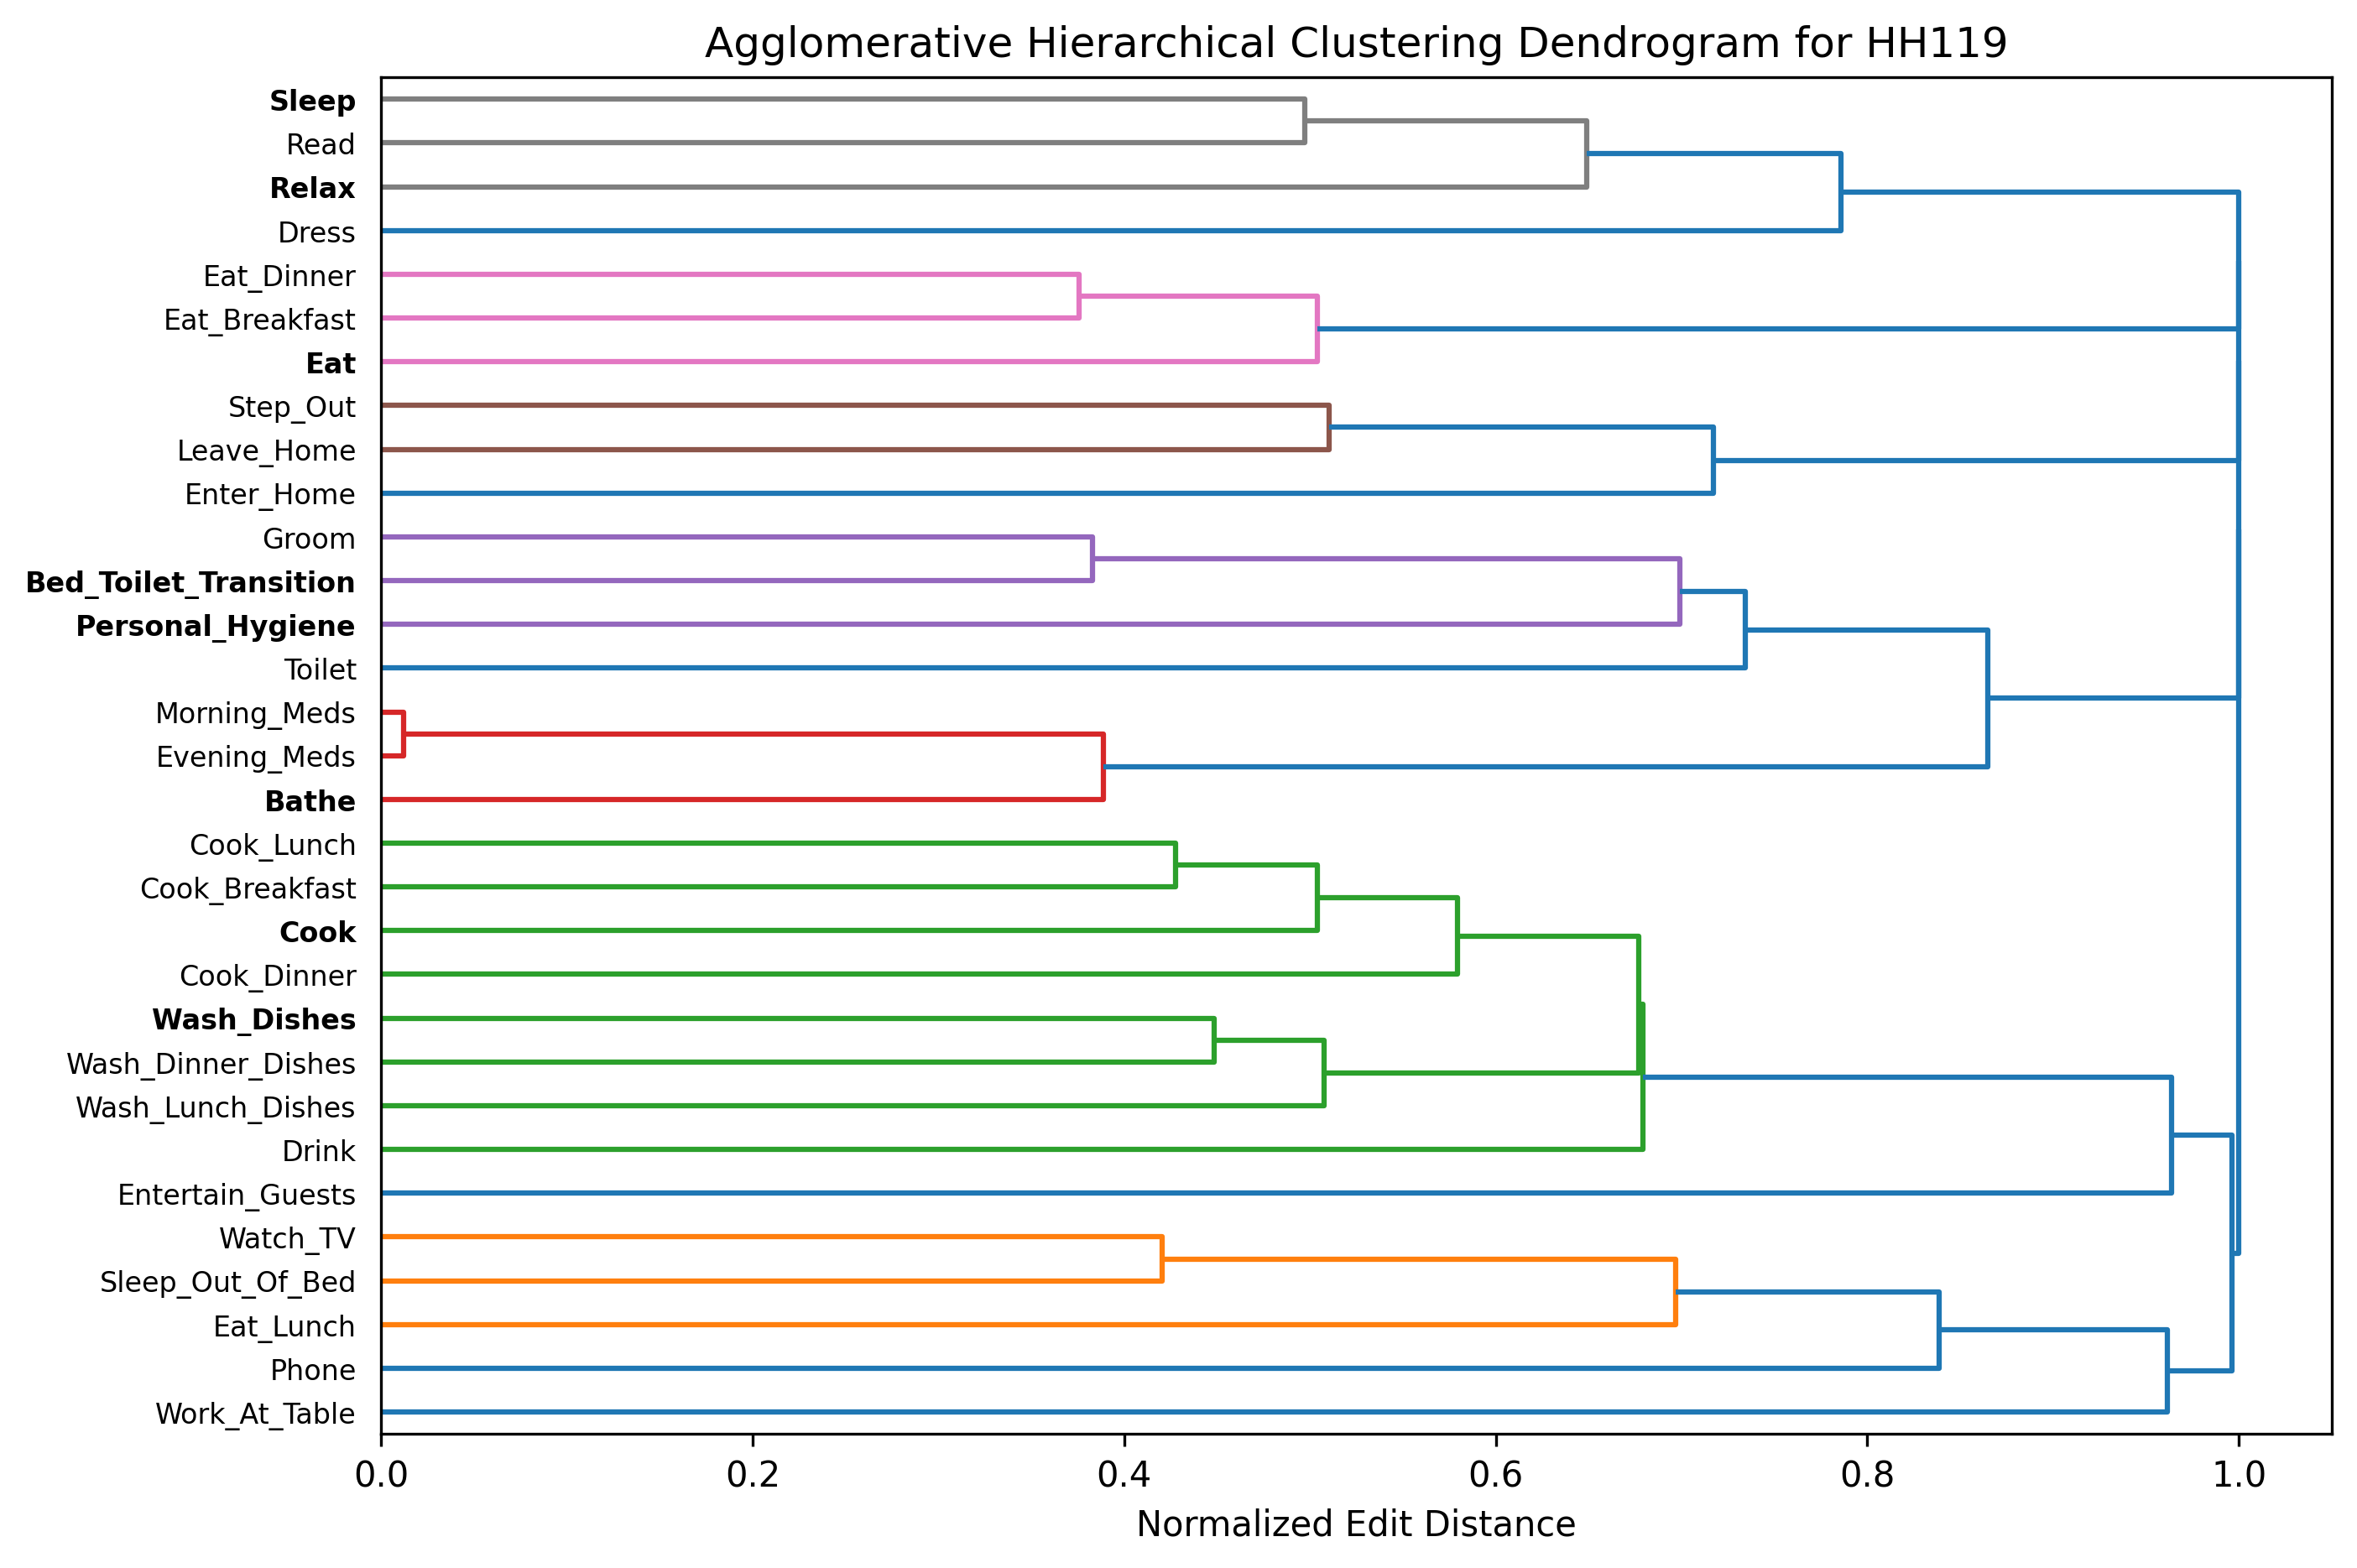 Agglomerative Hierarchical Clustering Dendrogram for HH119
Sleep
Read
Relax
Dress
Eat_Dinner
Eat_Breakfast
Eat
Step_Out
Leave_Home
Enter_Home
Groom
Bed_Toilet_Transition
Personal_Hygiene
Toilet
Morning_Meds
Evening_Meds
Bathe
Cook_Lunch
Cook_Breakfast
Cook
Cook_Dinner
Wash_Dishes
Wash_Dinner_Dishes
Wash_Lunch_Dishes
Drink
Entertain_Guests
Watch_TV
Sleep_Out_Of_Bed
Eat_Lunch
Phone
Work_At_Table
0.0 0.2 0.4 0.6 0.8 1.0
Normalized Edit Distance